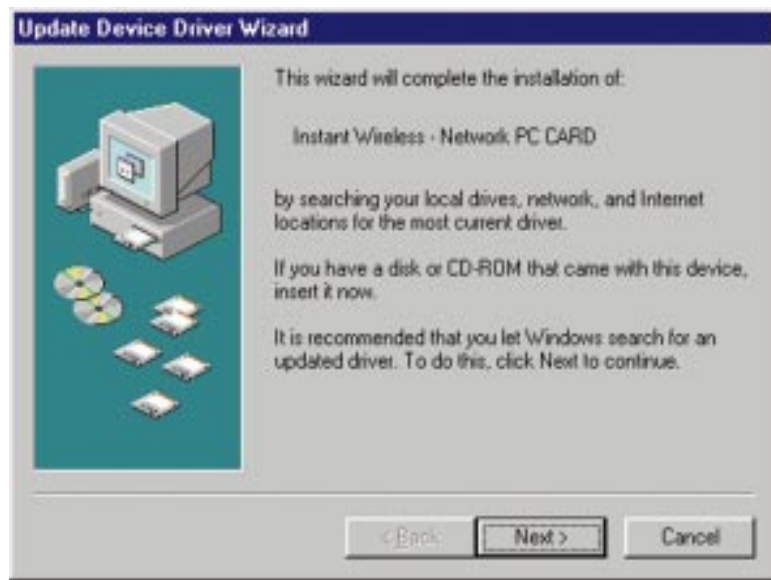 Update Device Driver Wizard
This wizard will complete the installation of:
Instant Wireless - Network PC CARD
by searching your local drives, network, and Internet
locations for the most current driver.
If you have a disk or CD-ROM that came with this device,
insert it now.
It is recommended that you let Windows search for an
updated driver. To do this, click Next to continue.
< Back
Next >
Cancel